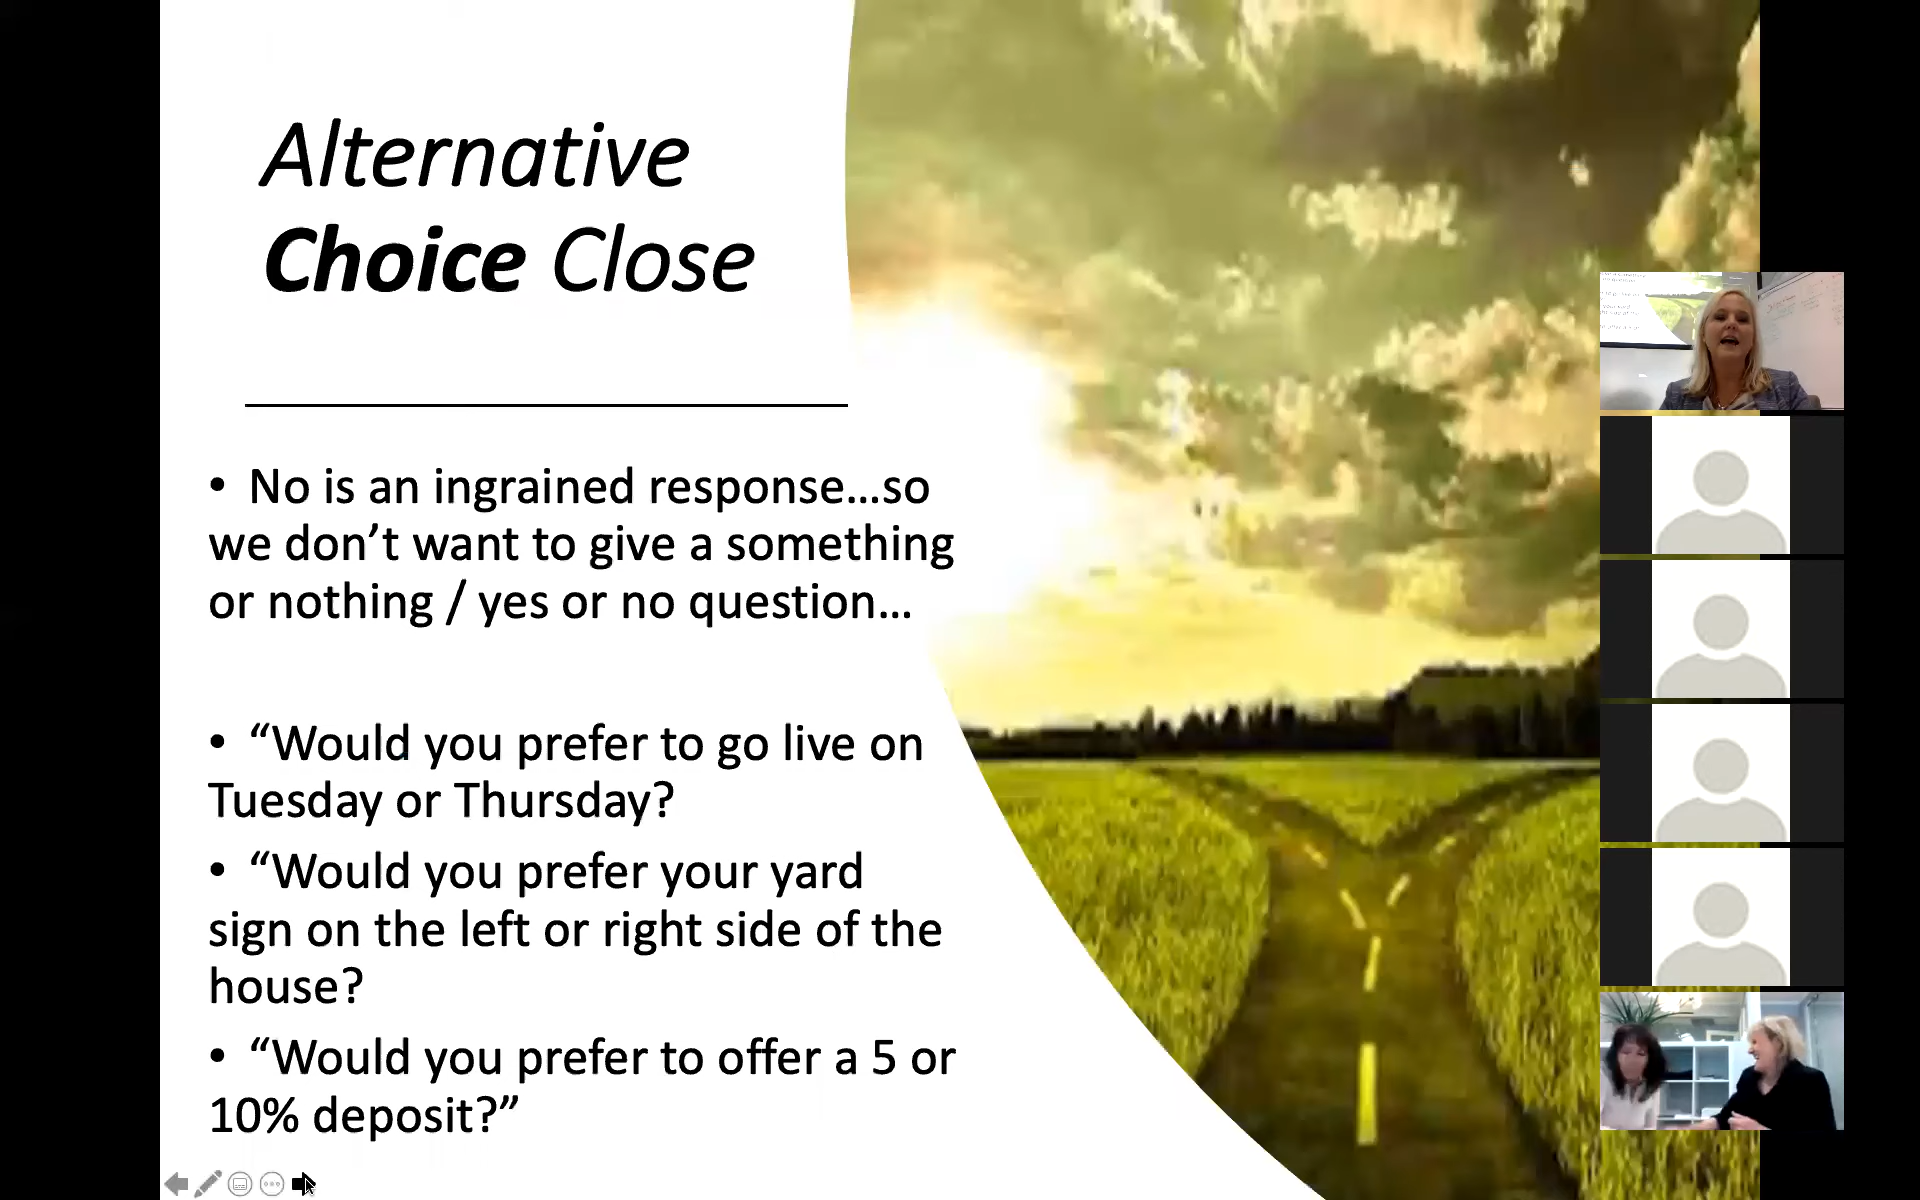 Alternative
Choice Close
• No is an ingrained response...so
we don’t want to give a something
or nothing / yes or no question...
• “Would you prefer to go live on
Tuesday or Thursday?
• “Would you prefer your yard
sign on the left or right side of the
house?
• “Would you prefer to offer a 5 or
10% deposit?”